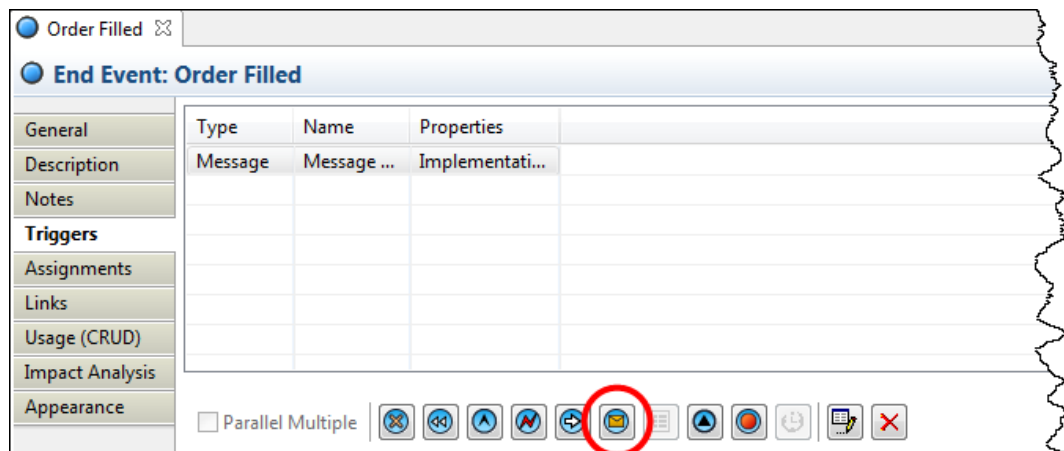 Order Filled
End Event: Order Filled
General
Description
Notes
Triggers
Assignments
Links
Usage (CRUD)
Impact Analysis
Appearance
Type Name Properties
Message Message ... Implementati...
Parallel Multiple